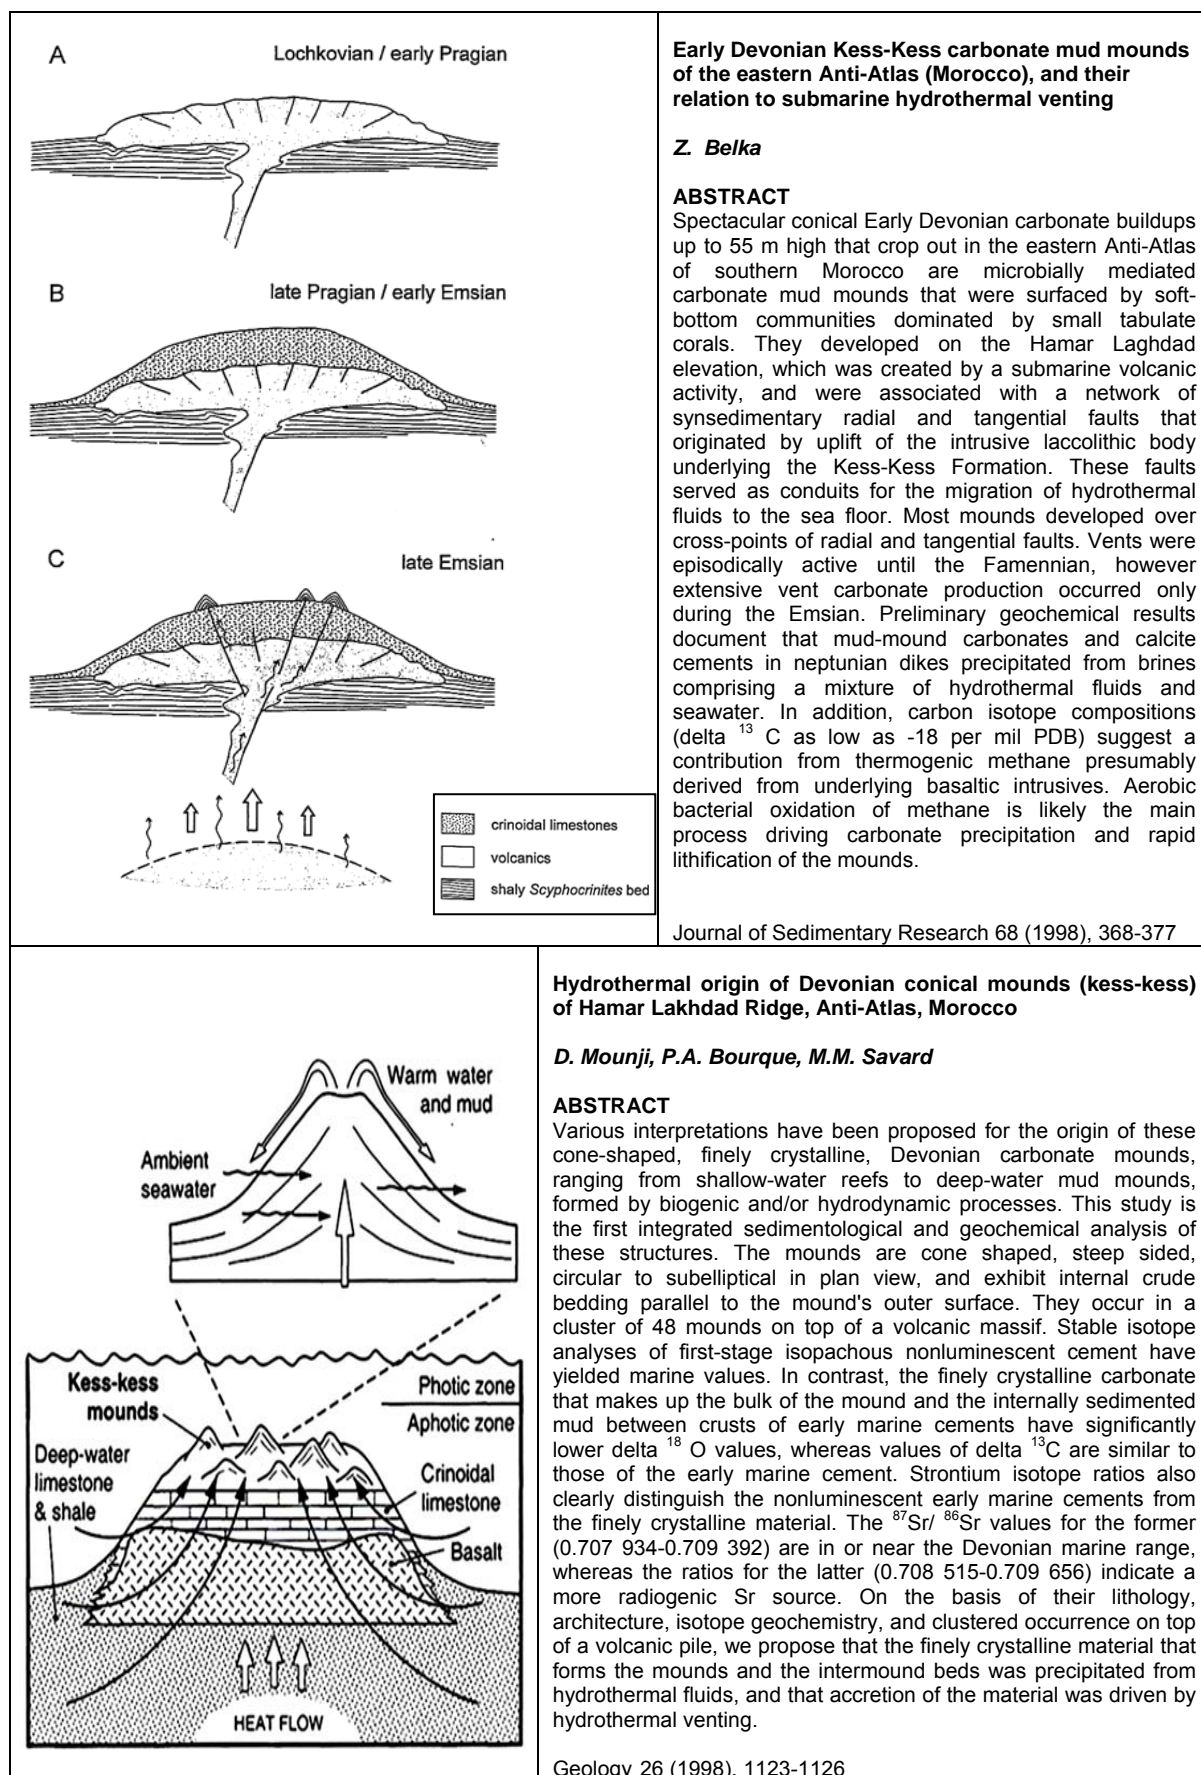 A
Lochkovian / early Pragian
B
late Pragian / early Emsian
C
late Emsian
crinoidal limestones
volcanics
shaly Scyphocrinites bed
Early Devonian Kess-Kess carbonate mud mounds
of the eastern Anti-Atlas (Morocco), and their
relation to submarine hydrothermal venting
Z. Belka
ABSTRACT
Spectacular conical Early Devonian carbonate buildups
up to 55 m high that crop out in the eastern Anti-Atlas
of southern Morocco are microbially mediated
carbonate mud mounds that were surfaced by soft-
bottom communities dominated by small tabulate
corals. They developed on the Hamar Laghdad
elevation, which was created by a submarine volcanic
activity, and were associated with a network of
synsedimentary radial and tangential faults that
originated by uplift of the intrusive laccolithic body
underlying the Kess-Kess Formation. These faults
served as conduits for the migration of hydrothermal
fluids to the sea floor. Most mounds developed over
cross-points of radial and tangential faults. Vents were
episodically active until the Famennian, however
extensive vent carbonate production occurred only
during the Emsian. Preliminary geochemical results
document that mud-mound carbonates and calcite
cements in neptunian dikes precipitated from brines
comprising a mixture of hydrothermal fluids and
seawater. In addition, carbon isotope compositions
(delta 13 C as low as -18 per mil PDB) suggest a
contribution from thermogenic methane presumably
derived from underlying basaltic intrusives. Aerobic
bacterial oxidation of methane is likely the main
process driving carbonate precipitation and rapid
lithification of the mounds.
Journal of Sedimentary Research 68 (1998), 368-377
Warm water
and mud
Ambient
seawater
Kess-kess
mounds
Photic zone
Aphotic zone
Deep-water
limestone
& shale
Crinoidal
limestone
Basalt
HEAT FLOW
Hydrothermal origin of Devonian conical mounds (kess-kess)
of Hamar Lakhdad Ridge, Anti-Atlas, Morocco
D. Mounji, P.A. Bourque, M.M. Savard
ABSTRACT
Various interpretations have been proposed for the origin of these
cone-shaped, finely crystalline, Devonian carbonate mounds,
ranging from shallow-water reefs to deep-water mud mounds,
formed by biogenic and/or hydrodynamic processes. This study is
the first integrated sedimentological and geochemical analysis of
these structures. The mounds are cone shaped, steep sided,
circular to subelliptical in plan view, and exhibit internal crude
bedding parallel to the mound's outer surface. They occur in a
cluster of 48 mounds on top of a volcanic massif. Stable isotope
analyses of first-stage isopachous nonluminescent cement have
yielded marine values. In contrast, the finely crystalline carbonate
that makes up the bulk of the mound and the internally sedimented
mud between crusts of early marine cements have significantly
lower delta 18 O values, whereas values of delta 13C are similar to
those of the early marine cement. Strontium isotope ratios also
clearly distinguish the nonluminescent early marine cements from
the finely crystalline material. The 87Sr/ 86Sr values for the former
(0.707 934-0.709 392) are in or near the Devonian marine range,
whereas the ratios for the latter (0.708 515-0.709 656) indicate a
more radiogenic Sr source. On the basis of their lithology,
architecture, isotope geochemistry, and clustered occurrence on top
of a volcanic pile, we propose that the finely crystalline material that
forms the mounds and the intermound beds was precipitated from
hydrothermal fluids, and that accretion of the material was driven by
hydrothermal venting.
Geology 26 (1998), 1123-1126